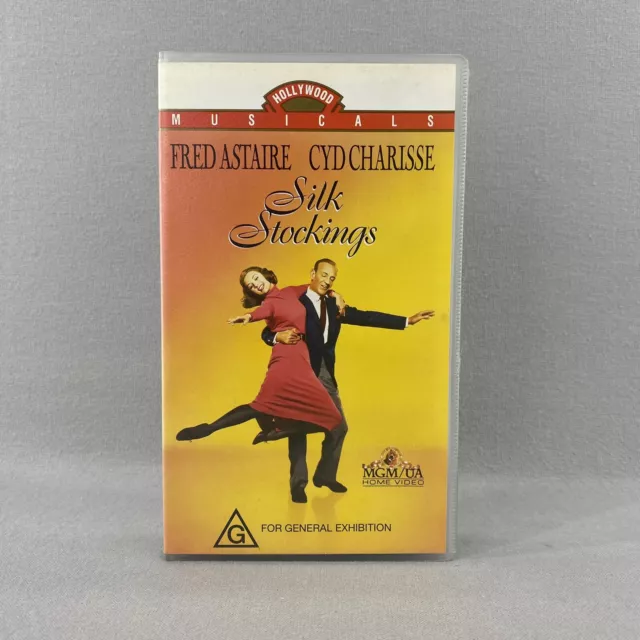 HOLLYWOOD
MUSICALS
FRED ASTAIRE CYD CHARISSE
Silk
Stockings
MGM/UA
HOME VIDEO
G FOR GENERAL EXHIBITION